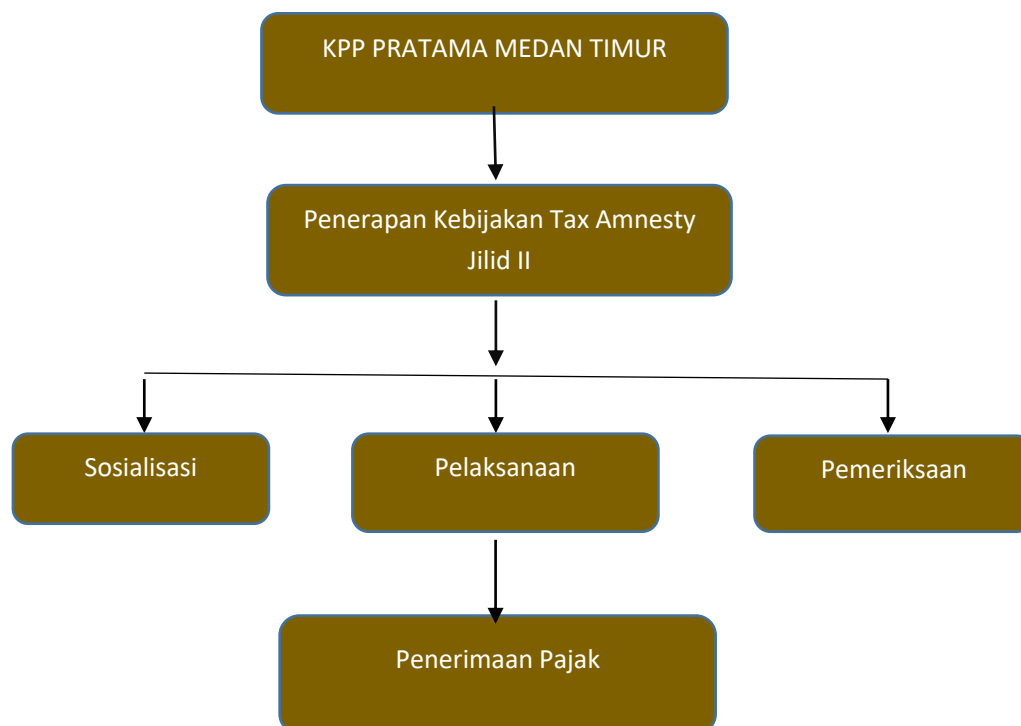 KPP PRATAMA MEDAN TIMUR
Penerapan Kebijakan Tax Amnesty
Jilid II
Sosialisasi
Pelaksanaan
Pemeriksaan
Penerimaan Pajak